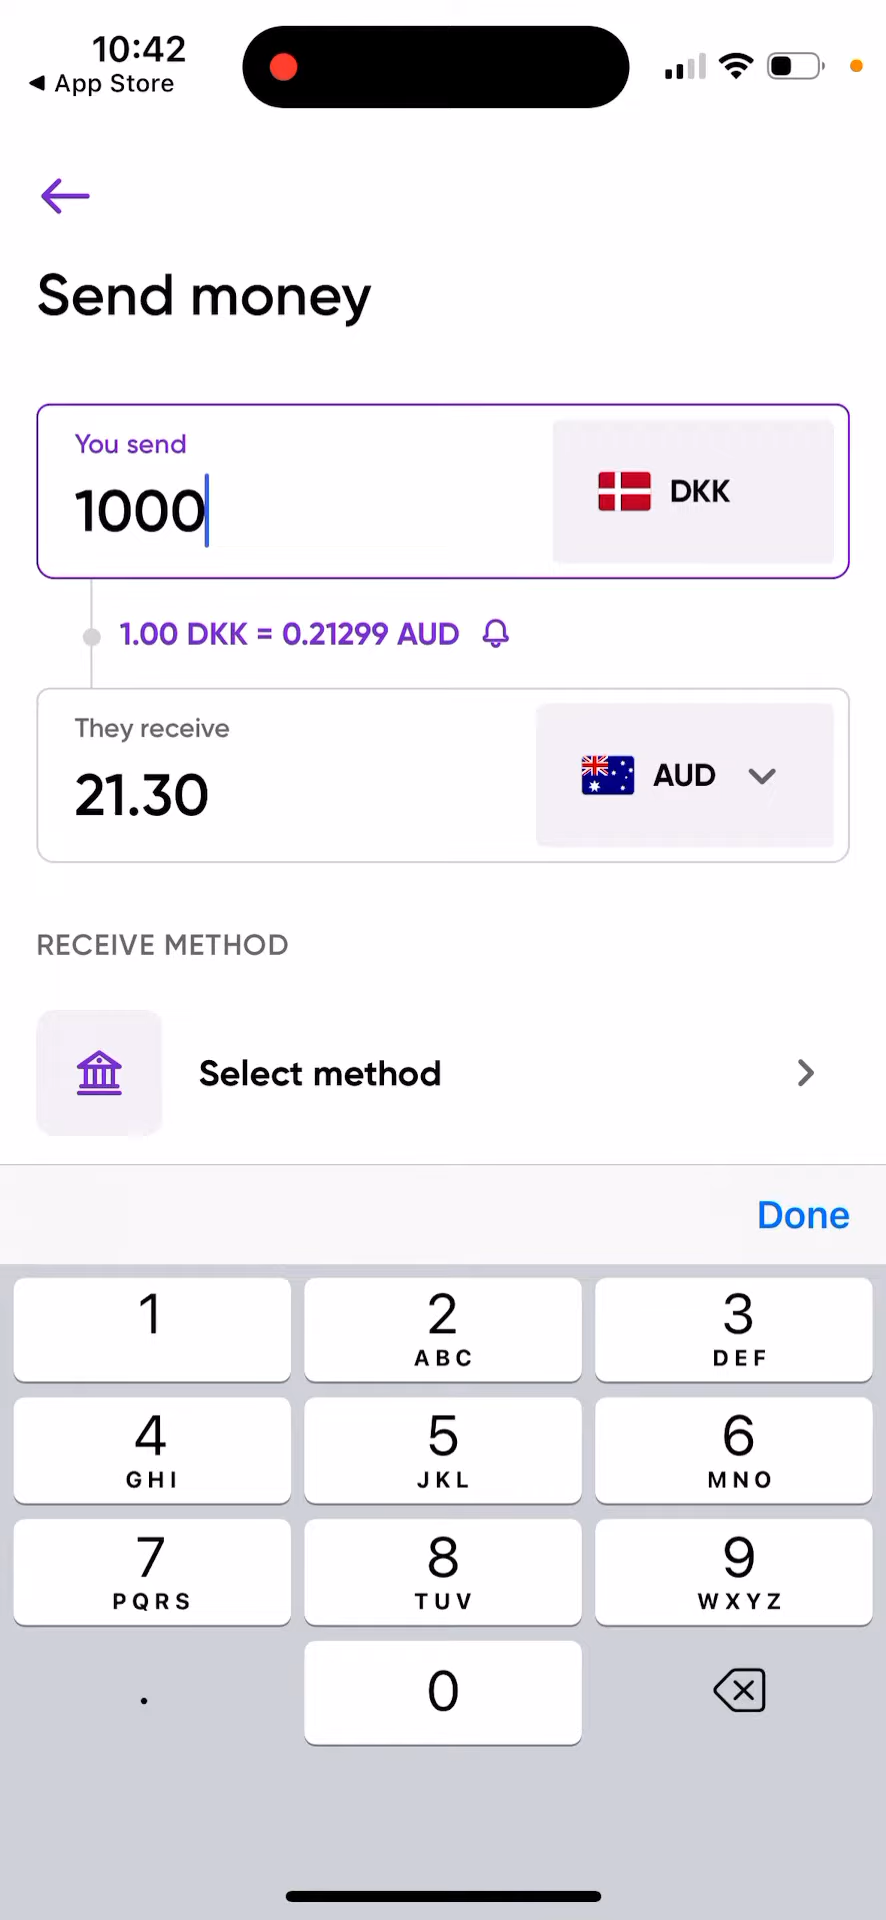 10:42
◀ App Store
Send money
You send
1000
DKK
1.00 DKK = 0.21299 AUD
They receive
21.30
AUD
RECEIVE METHOD
Select method
Done
1
2
ABC
3
DEF
4
GHI
5
JKL
6
MNO
7
PQRS
8
TUV
9
WXYZ
.
0